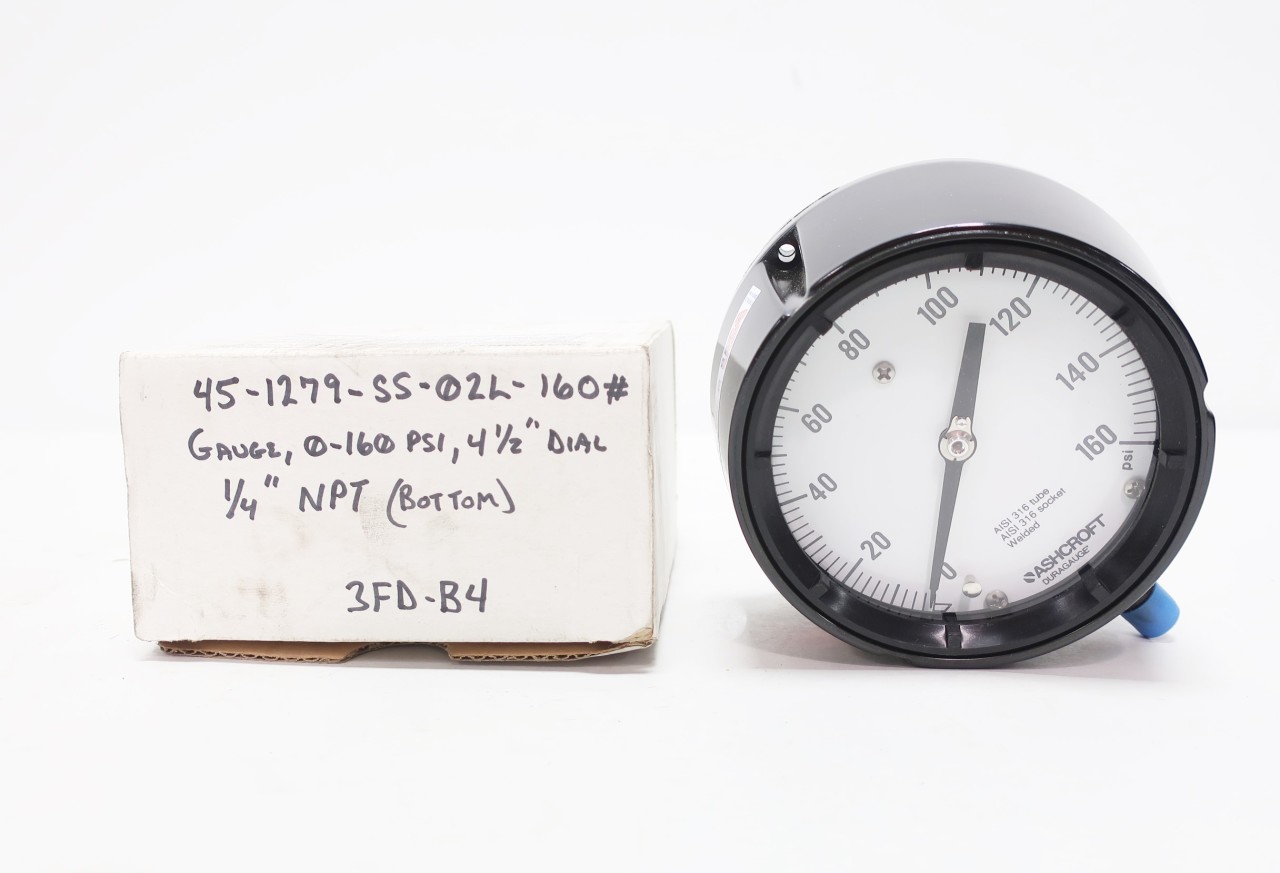 45-1279-SS-02L-160#
GAUGE, 0-160 PSI, 4 1/2" DIAL
1/4" NPT (BOTTOM)
3FD-B4
0
20
40
60
80
100
120
140
160
psi
AISI 316 tube
AISI 316 socket
Welded
ASHCROFT
DURAGAUGE®